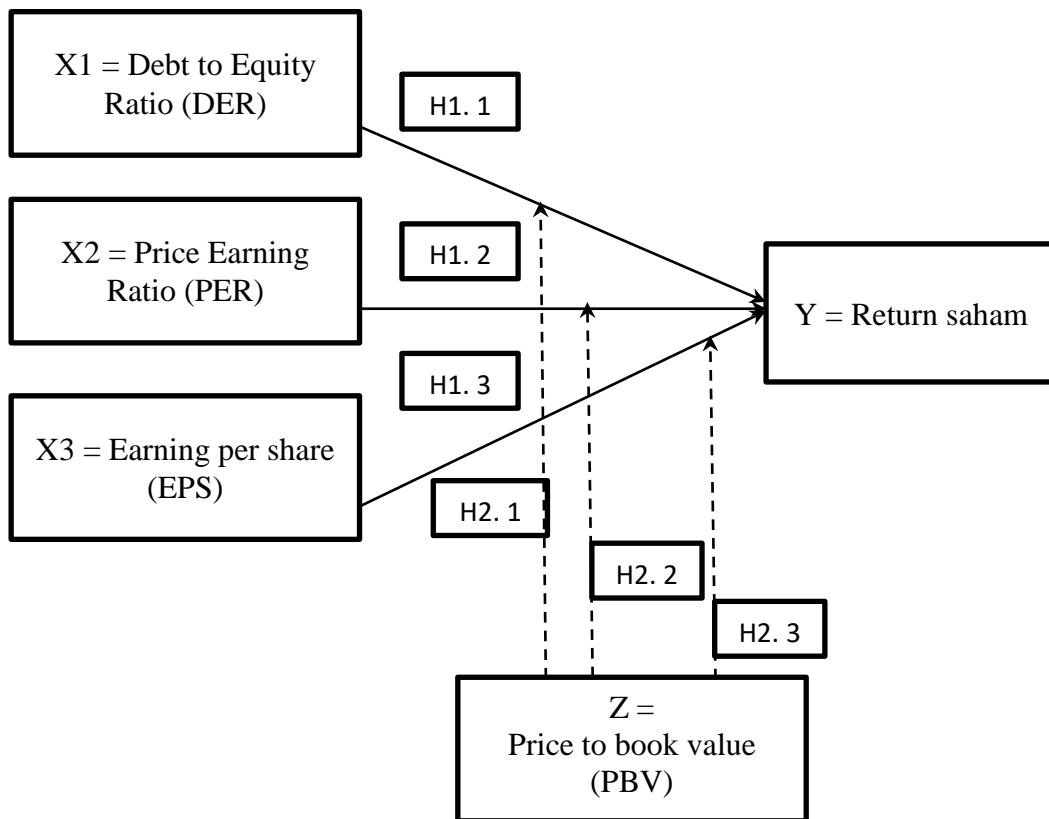 X1 = Debt to Equity
Ratio (DER)
H1. 1
X2 = Price Earning
Ratio (PER)
H1. 2
Y = Return saham
H1. 3
X3 = Earning per share
(EPS)
H2. 1
H2. 2
H2. 3
Z =
Price to book value
(PBV)